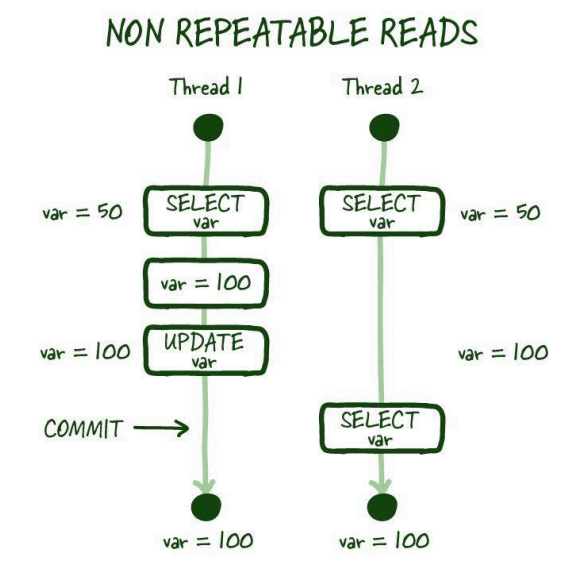 NON REPEATABLE READS
Thread 1
Thread 2
var = 50
SELECT
var
SELECT
var
var = 50
var = 100
var = 100
UPDATE
var
var = 100
COMMIT
SELECT
var
var = 100
var = 100